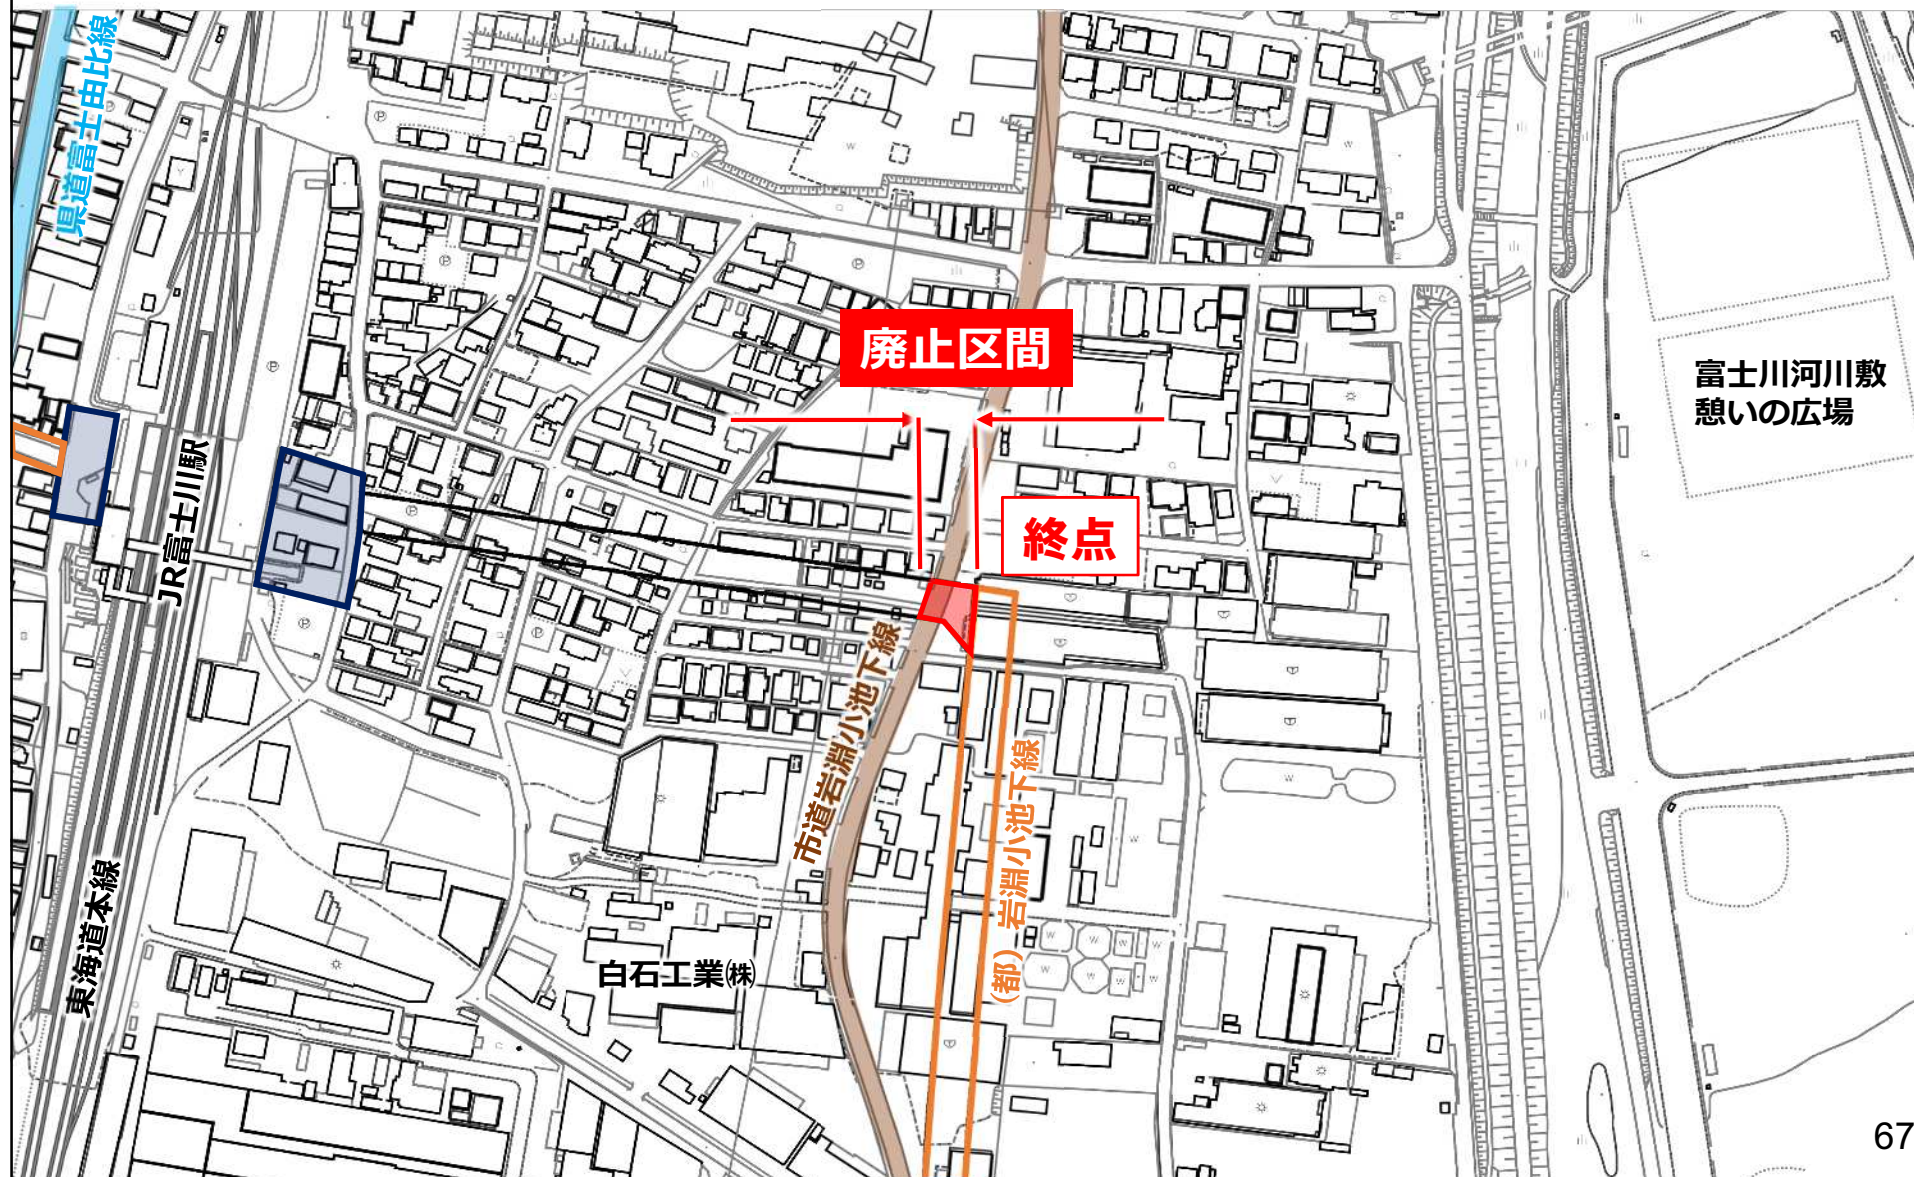 県道富士由比線
廃止区間
富士川河川敷
憩いの広場
JR富士川駅
終点
市道岩淵小池下線
(都) 岩淵小池下線
東海道本線
白石工業㈱
67